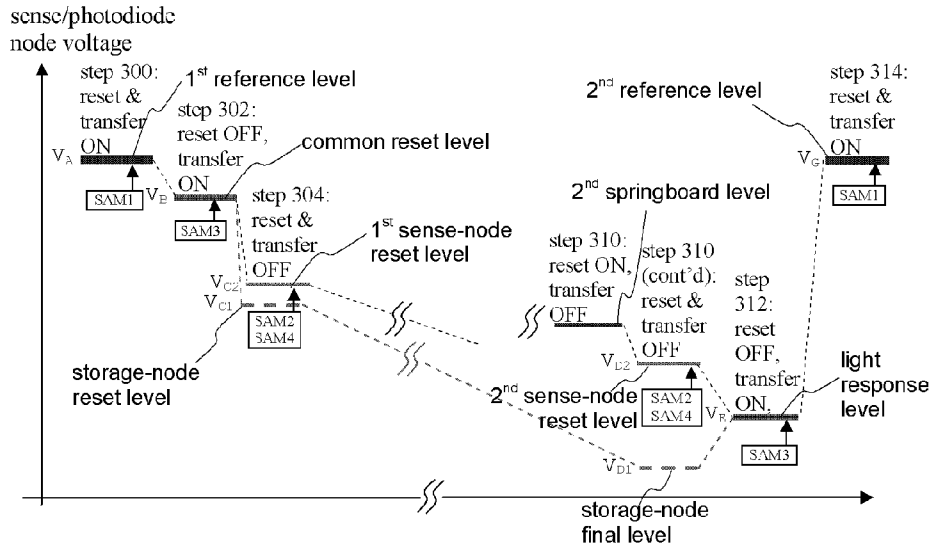 sense/photodiode
node voltage
step 300:
reset &
transfer
ON
1st reference level
step 302:
reset OFF,
transfer
ON
common reset level
VA
SAM1
VB
SAM3
step 304:
reset &
transfer
OFF
1st sense-node
reset level
VC2
VC1
SAM2
SAM4
storage-node
reset level
2nd reference level
step 314:
reset &
transfer
ON
VG
SAM1
2nd springboard level
step 310:
reset ON,
transfer
OFF
step 310
(cont'd):
reset &
transfer
OFF
step
312:
reset
OFF,
transfer
ON,
VD2
2nd sense-node
reset level
SAM2
SAM4
VE
light
response
level
SAM3
VD1
storage-node
final level